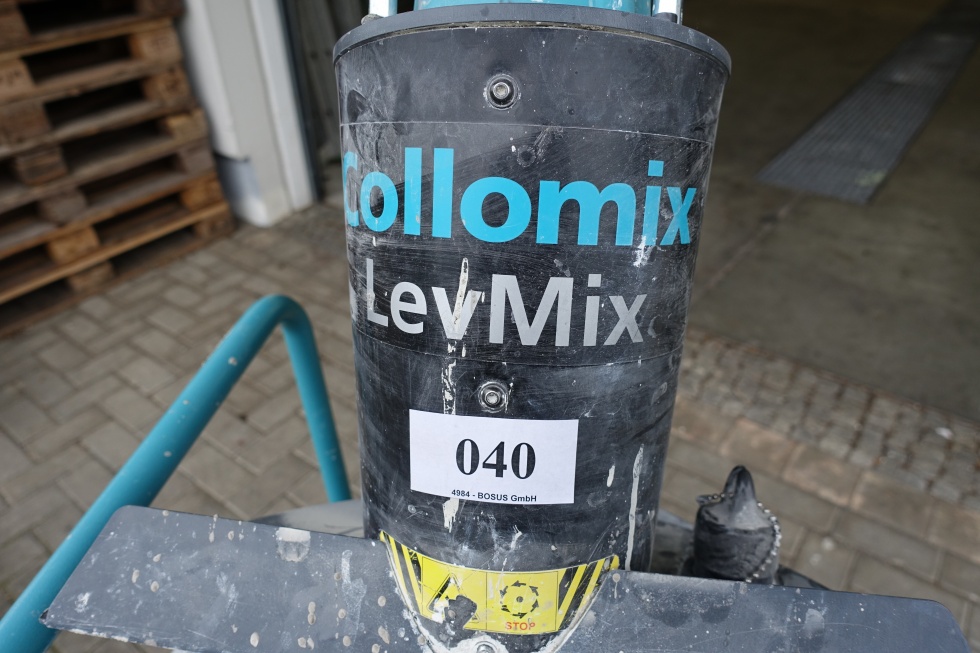 Collomix
LevMix
040
4984 - BOSUS GmbH
STOP